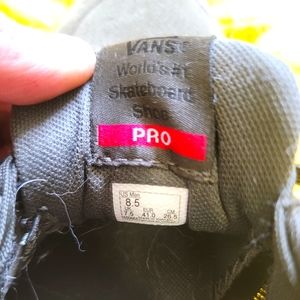 VANS
World's #1
Skateboard
Shoe
PRO
US Men
8.5
UK EUR CM
7.5 41.0 26.5